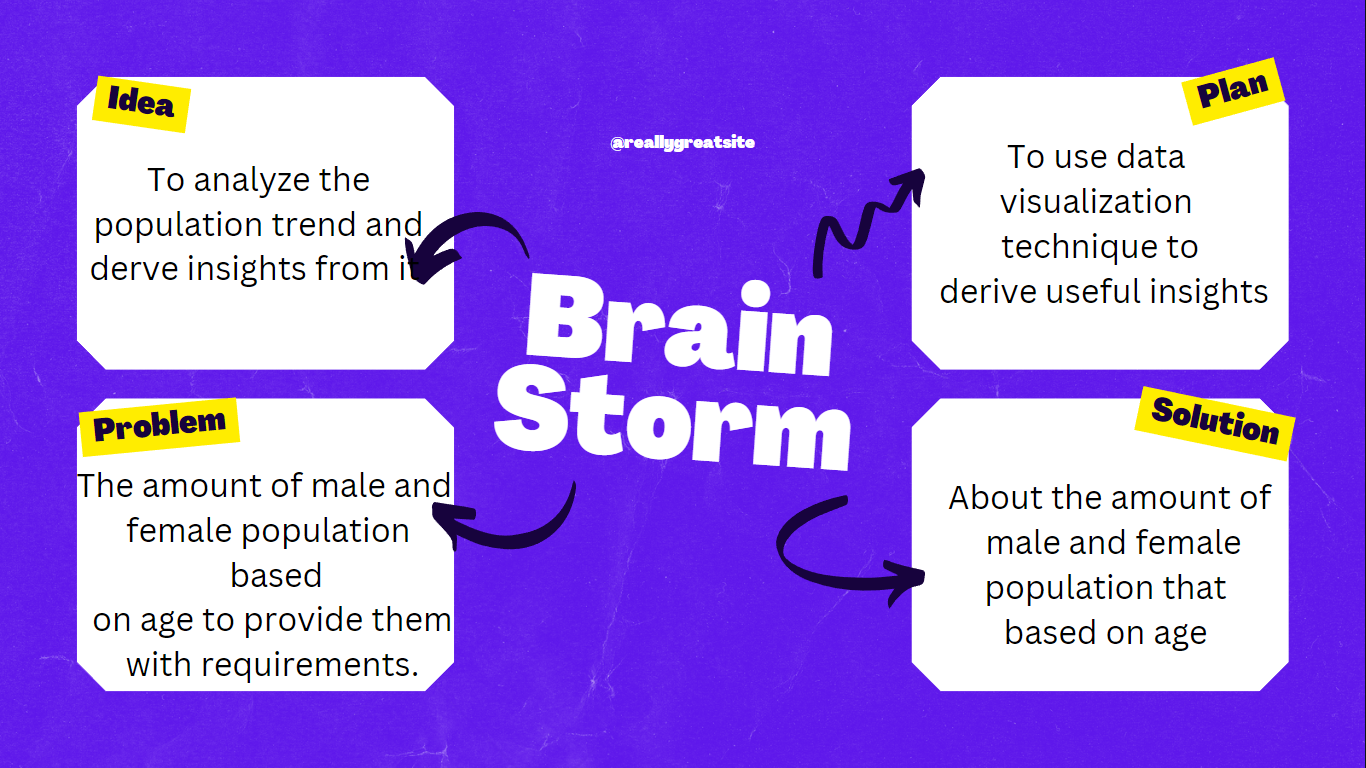 Idea
To analyze the
population trend and
derve insights from it
@reallygreatsite
Plan
To use data
visualization
technique to
derive useful insights
Brain
Storm
Problem
The amount of male and
female population
based
on age to provide them
with requirements.
Solution
About the amount of
male and female
population that
based on age